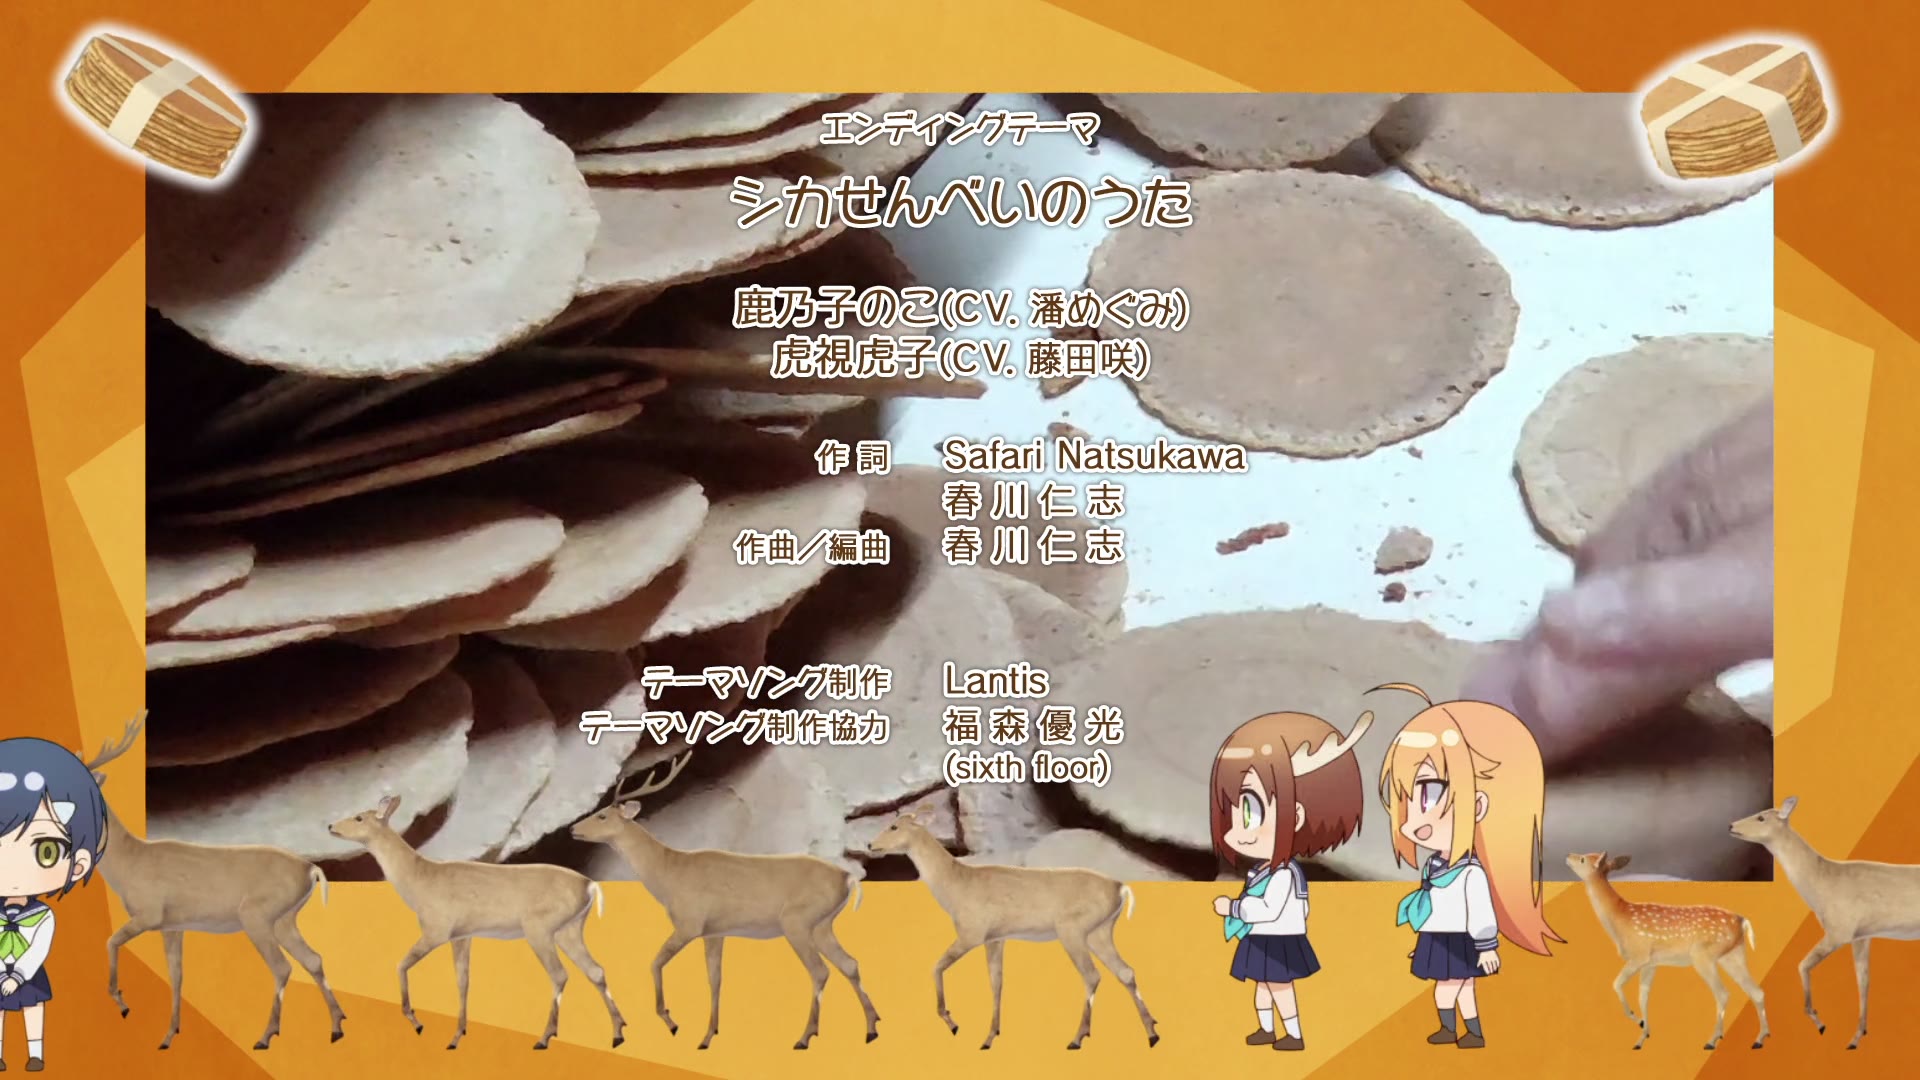 エンディングテーマ
シカせんべいのうた
鹿乃子のこ(CV. 潘めぐみ)
虎視虎子(CV. 藤田咲)
作詞 Safari Natsukawa
春川仁志
作曲／編曲 春川仁志
テーマソング制作 Lantis
テーマソング制作協力 福森優光
(sixth floor)